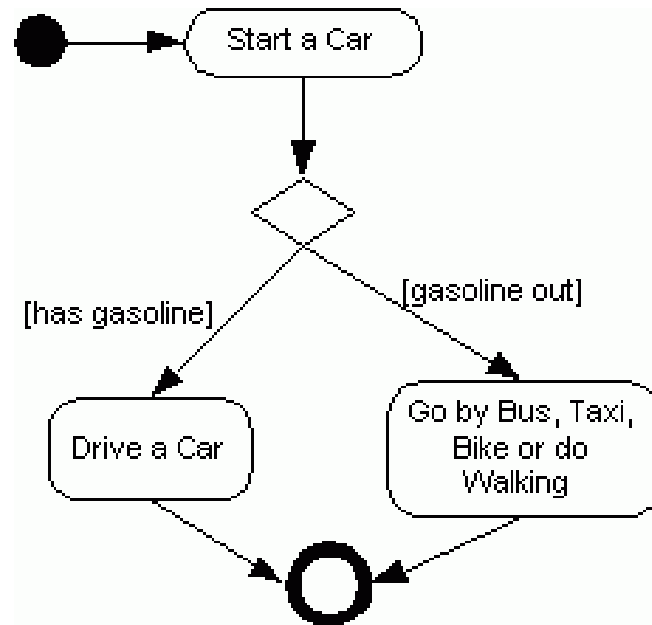 Start a Car
[has gasoline]
[gasoline out]
Drive a Car
Go by Bus, Taxi,
Bike or do
Walking